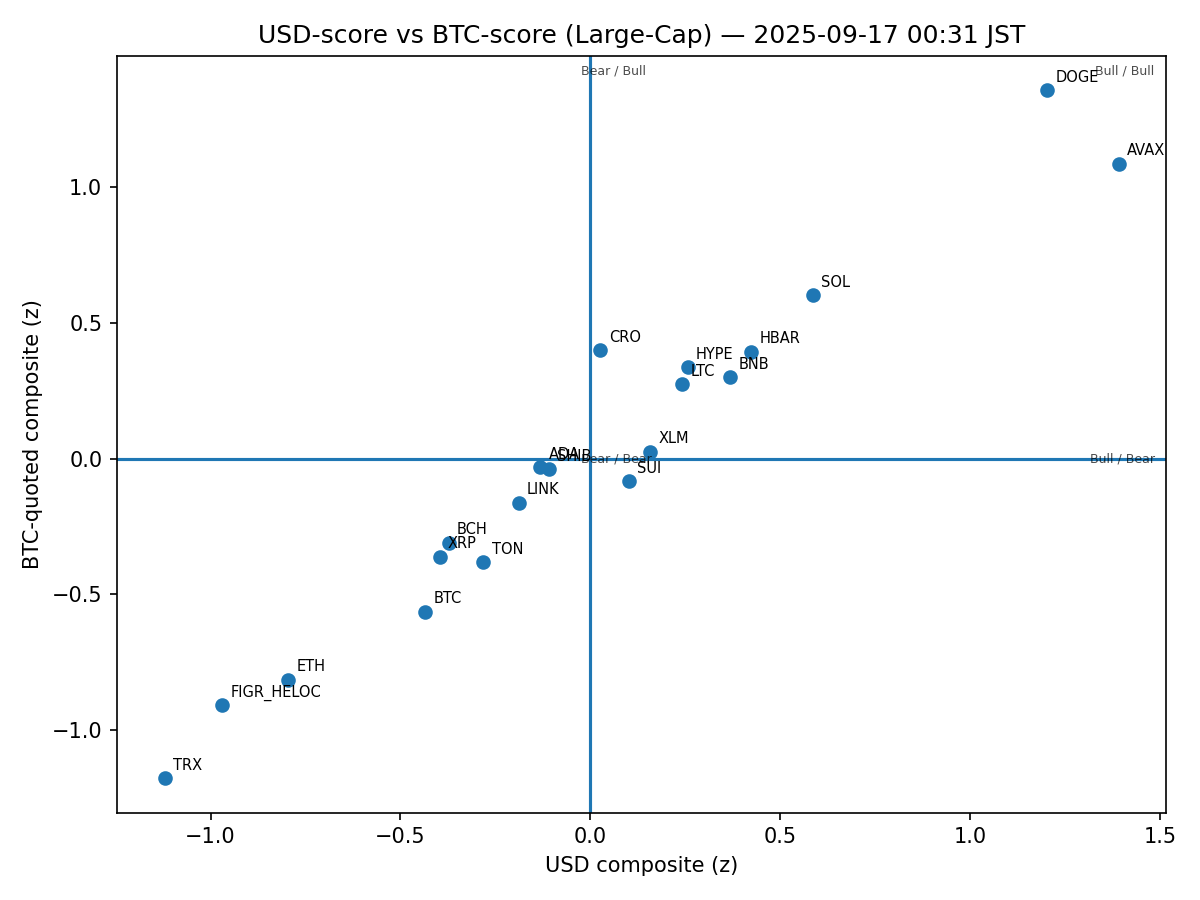 USD-score vs BTC-score (Large-Cap) — 2025-09-17 00:31 JST
Bear / Bull
Bull / Bull
DOGE
AVAX
1.0
SOL
0.5
CRO
HBAR
HYPE
BNB
LTC
XLM
0.0
ADA
SHIB
Bear / Bear
Bull / Bear
SUI
LINK
BCH
XRP
TON
−0.5
BTC
ETH
FIGR_HELOC
−1.0
TRX
BTC-quoted composite (z)
−1.0
−0.5
0.0
0.5
1.0
1.5
USD composite (z)